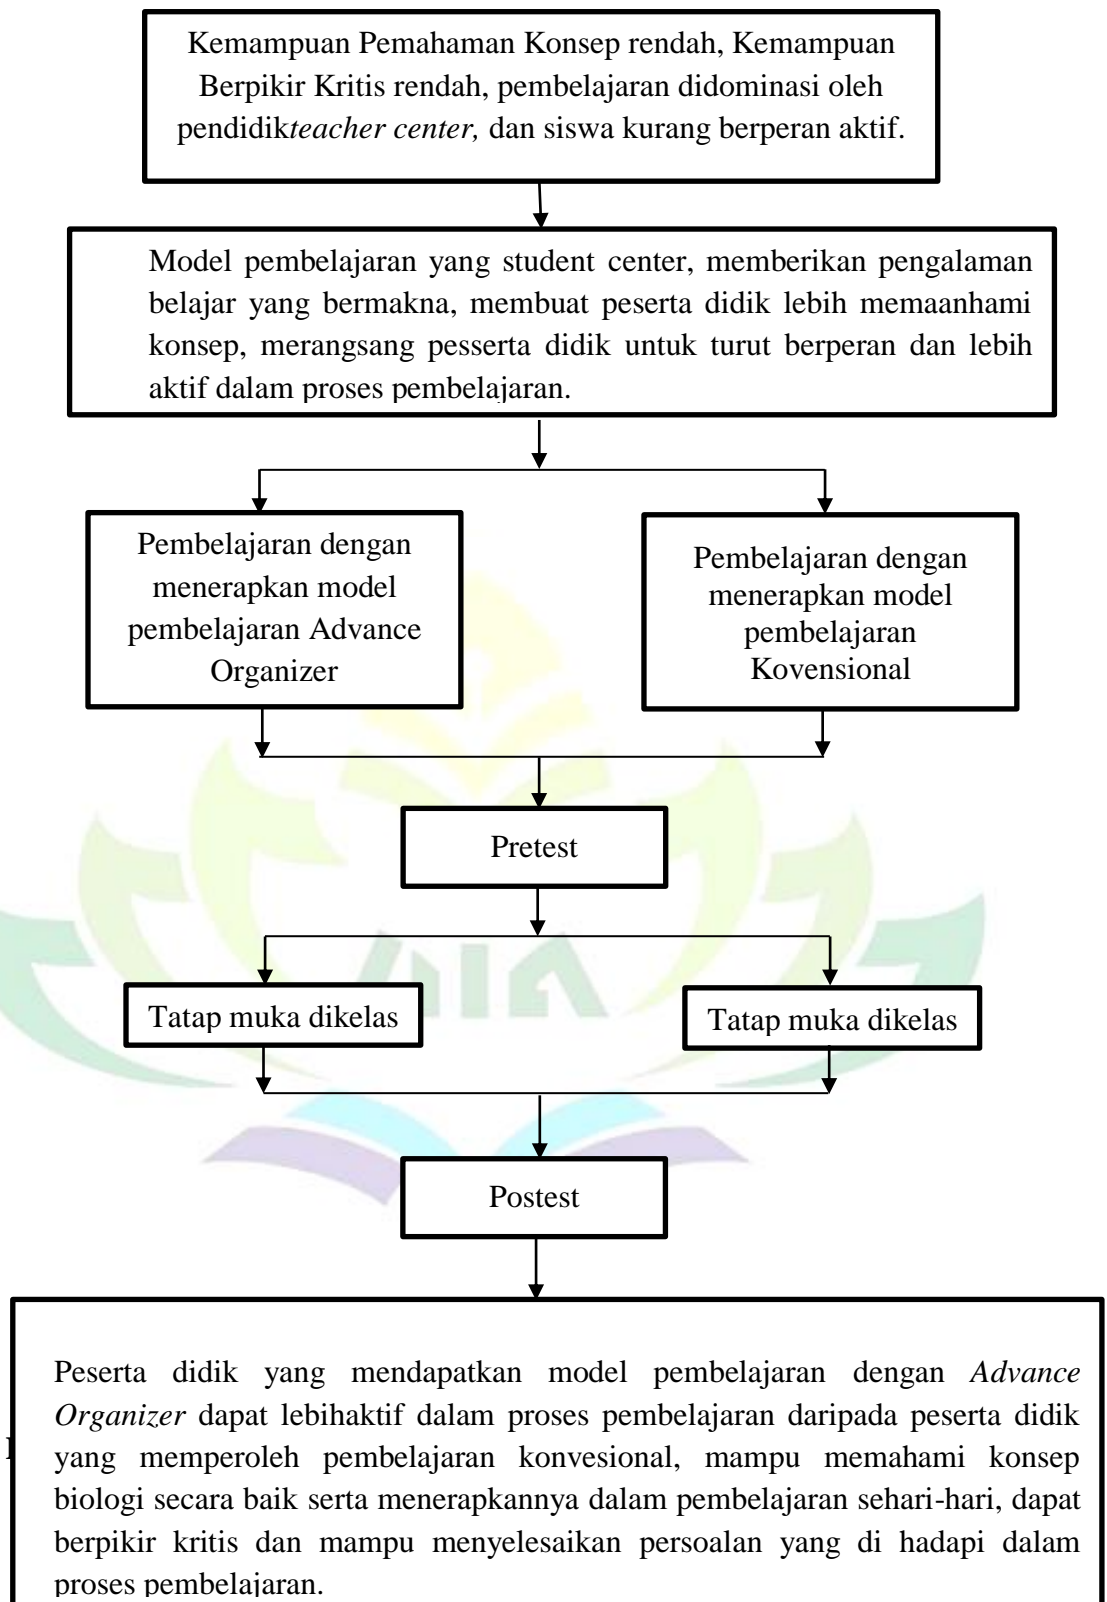 Kemampuan Pemahaman Konsep rendah, Kemampuan
Berpikir Kritis rendah, pembelajaran didominasi oleh
pendidikteacher center, dan siswa kurang berperan aktif.
Model pembelajaran yang student center, memberikan pengalaman
belajar yang bermakna, membuat peserta didik lebih memaanhami
konsep, merangsang pesserta didik untuk turut berperan dan lebih
aktif dalam proses pembelajaran.
Pembelajaran dengan
menerapkan model
pembelajaran Advance
Organizer
Pembelajaran dengan
menerapkan model
pembelajaran
Kovensional
Pretest
Tatap muka dikelas
Tatap muka dikelas
Postest
Peserta didik yang mendapatkan model pembelajaran dengan Advance
Organizer dapat lebihaktif dalam proses pembelajaran daripada peserta didik
yang memperoleh pembelajaran konvesional, mampu memahami konsep
biologi secara baik serta menerapkannya dalam pembelajaran sehari-hari, dapat
berpikir kritis dan mampu menyelesaikan persoalan yang di hadapi dalam
proses pembelajaran.